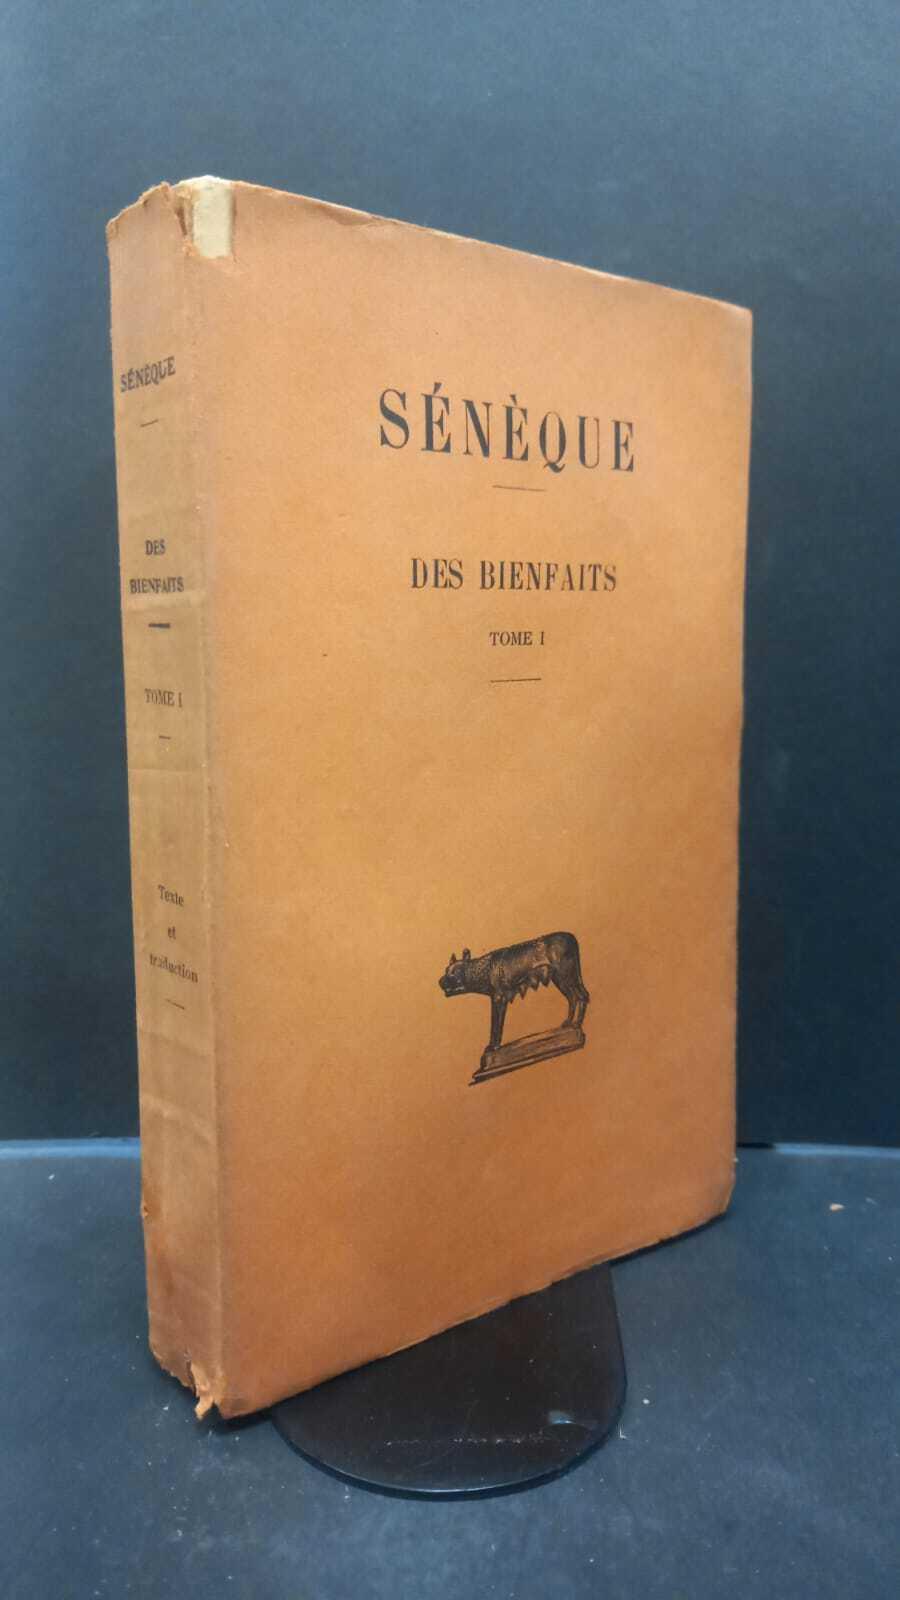 SÉNÈQUE
DES
BIENFAITS
TOME I
Texte
et
traduction
SÉNÈQUE
DES BIENFAITS
TOME I